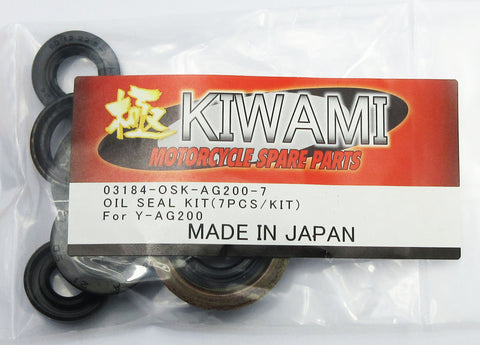 極 KIWAMI
MOTORCYCLE SPARE PARTS
03184-OSK-AG200-7
OIL SEAL KIT(7PCS/KIT)
For Y-AG200
MADE IN JAPAN